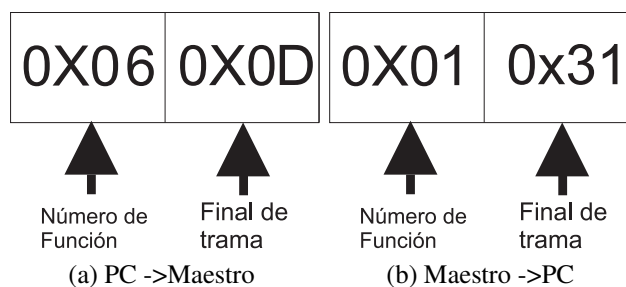 0X06 0X0D 0X01 0x31
Número de Función Final de trama Número de Función Final de trama
(a) PC ->Maestro (b) Maestro ->PC